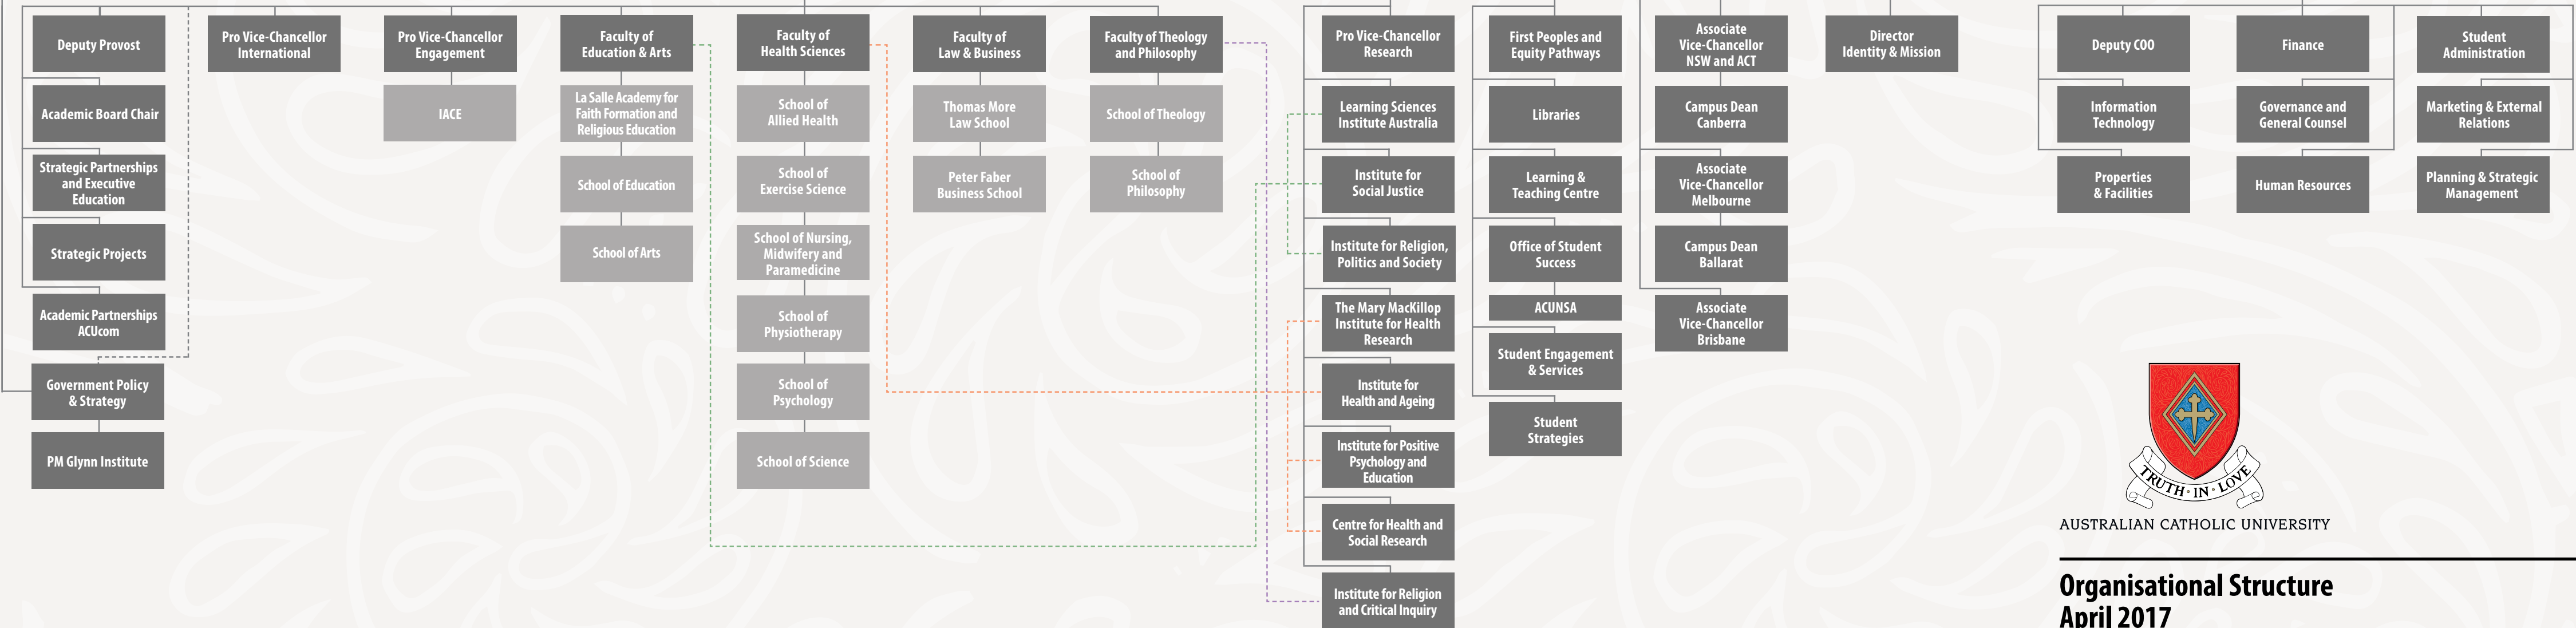 Deputy Provost
Academic Board Chair
Strategic Partnerships
and Executive
Education
Strategic Projects
Academic Partnerships
ACUcom
Government Policy
& Strategy
PM Glynn Institute
Pro Vice-Chancellor
International
Pro Vice-Chancellor
Engagement
IACE
Faculty of
Education & Arts
La Salle Academy for
Faith Formation and
Religious Education
School of Education
School of Arts
Faculty of
Health Sciences
School of
Allied Health
School of
Exercise Science
School of Nursing,
Midwifery and
Paramedicine
School of
Physiotherapy
School of
Psychology
School of Science
Faculty of
Law & Business
Thomas More
Law School
Peter Faber
Business School
Faculty of Theology
and Philosophy
School of Theology
School of
Philosophy
Pro Vice-Chancellor
Research
Learning Sciences
Institute Australia
Institute for
Social Justice
Institute for Religion,
Politics and Society
The Mary MacKillop
Institute for Health
Research
Institute for
Health and Ageing
Institute for Positive
Psychology and
Education
Centre for Health and
Social Research
Institute for Religion
and Critical Inquiry
First Peoples and
Equity Pathways
Libraries
Learning &
Teaching Centre
Office of Student
Success
ACUNSA
Student Engagement
& Services
Student
Strategies
Associate
Vice-Chancellor
NSW and ACT
Campus Dean
Canberra
Associate
Vice-Chancellor
Melbourne
Campus Dean
Ballarat
Associate
Vice-Chancellor
Brisbane
Director
Identity & Mission
Deputy COO
Information
Technology
Properties
& Facilities
Finance
Governance and
General Counsel
Human Resources
Student
Administration
Marketing & External
Relations
Planning & Strategic
Management
TRUTH · IN · LOVE
AUSTRALIAN CATHOLIC UNIVERSITY
Organisational Structure
April 2017